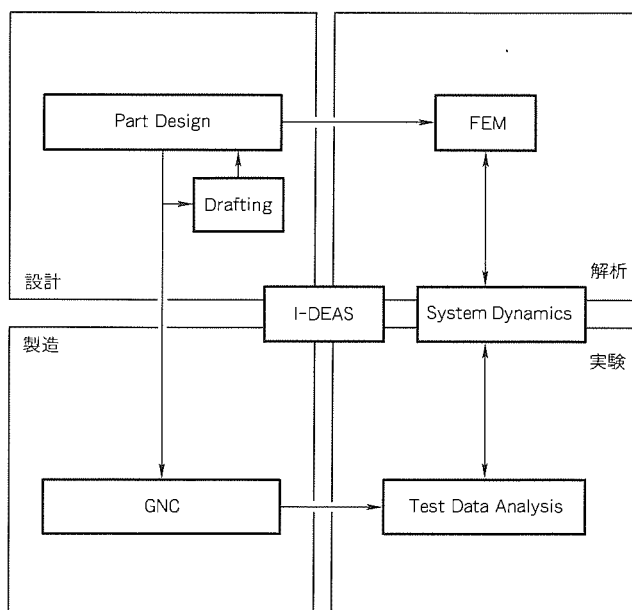 Part Design
FEM
Drafting
設計
解析
I-DEAS
System Dynamics
製造
実験
GNC
Test Data Analysis